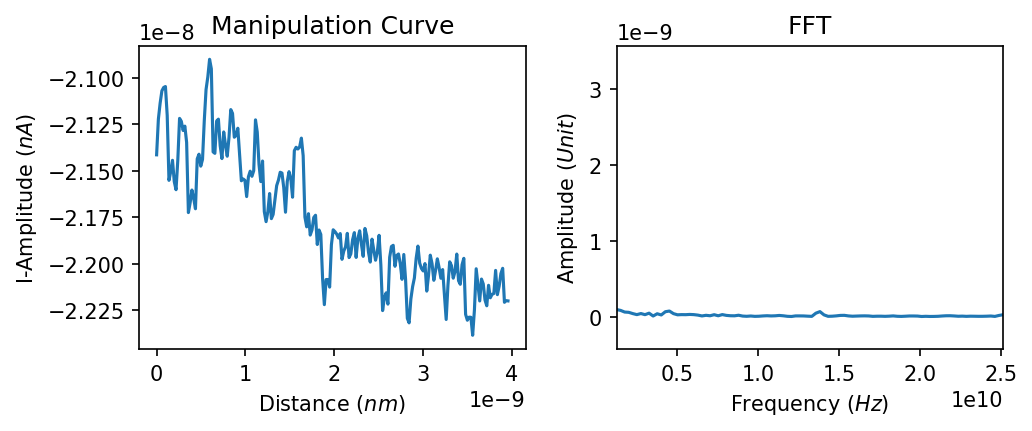 Manipulation Curve
1e−8
−2.100
−2.125
−2.150
−2.175
−2.200
−2.225
I-Amplitude (nA)
0 1 2 3 4
1e−9
Distance (nm)
FFT
1e−9
3
2
1
0
Amplitude (Unit)
0.5 1.0 1.5 2.0 2.5
1e10
Frequency (Hz)